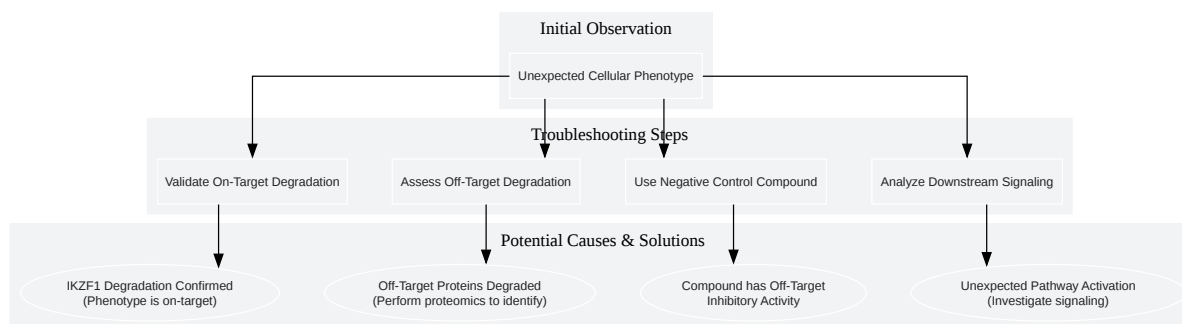 Initial Observation
Unexpected Cellular Phenotype
Troubleshooting Steps
Validate On-Target Degradation
Assess Off-Target Degradation
Use Negative Control Compound
Analyze Downstream Signaling
Potential Causes & Solutions
IKZF1 Degradation Confirmed
(Phenotype is on-target)
Off-Target Proteins Degraded
(Perform proteomics to identify)
Compound has Off-Target
Inhibitory Activity
Unexpected Pathway Activation
(Investigate signaling)